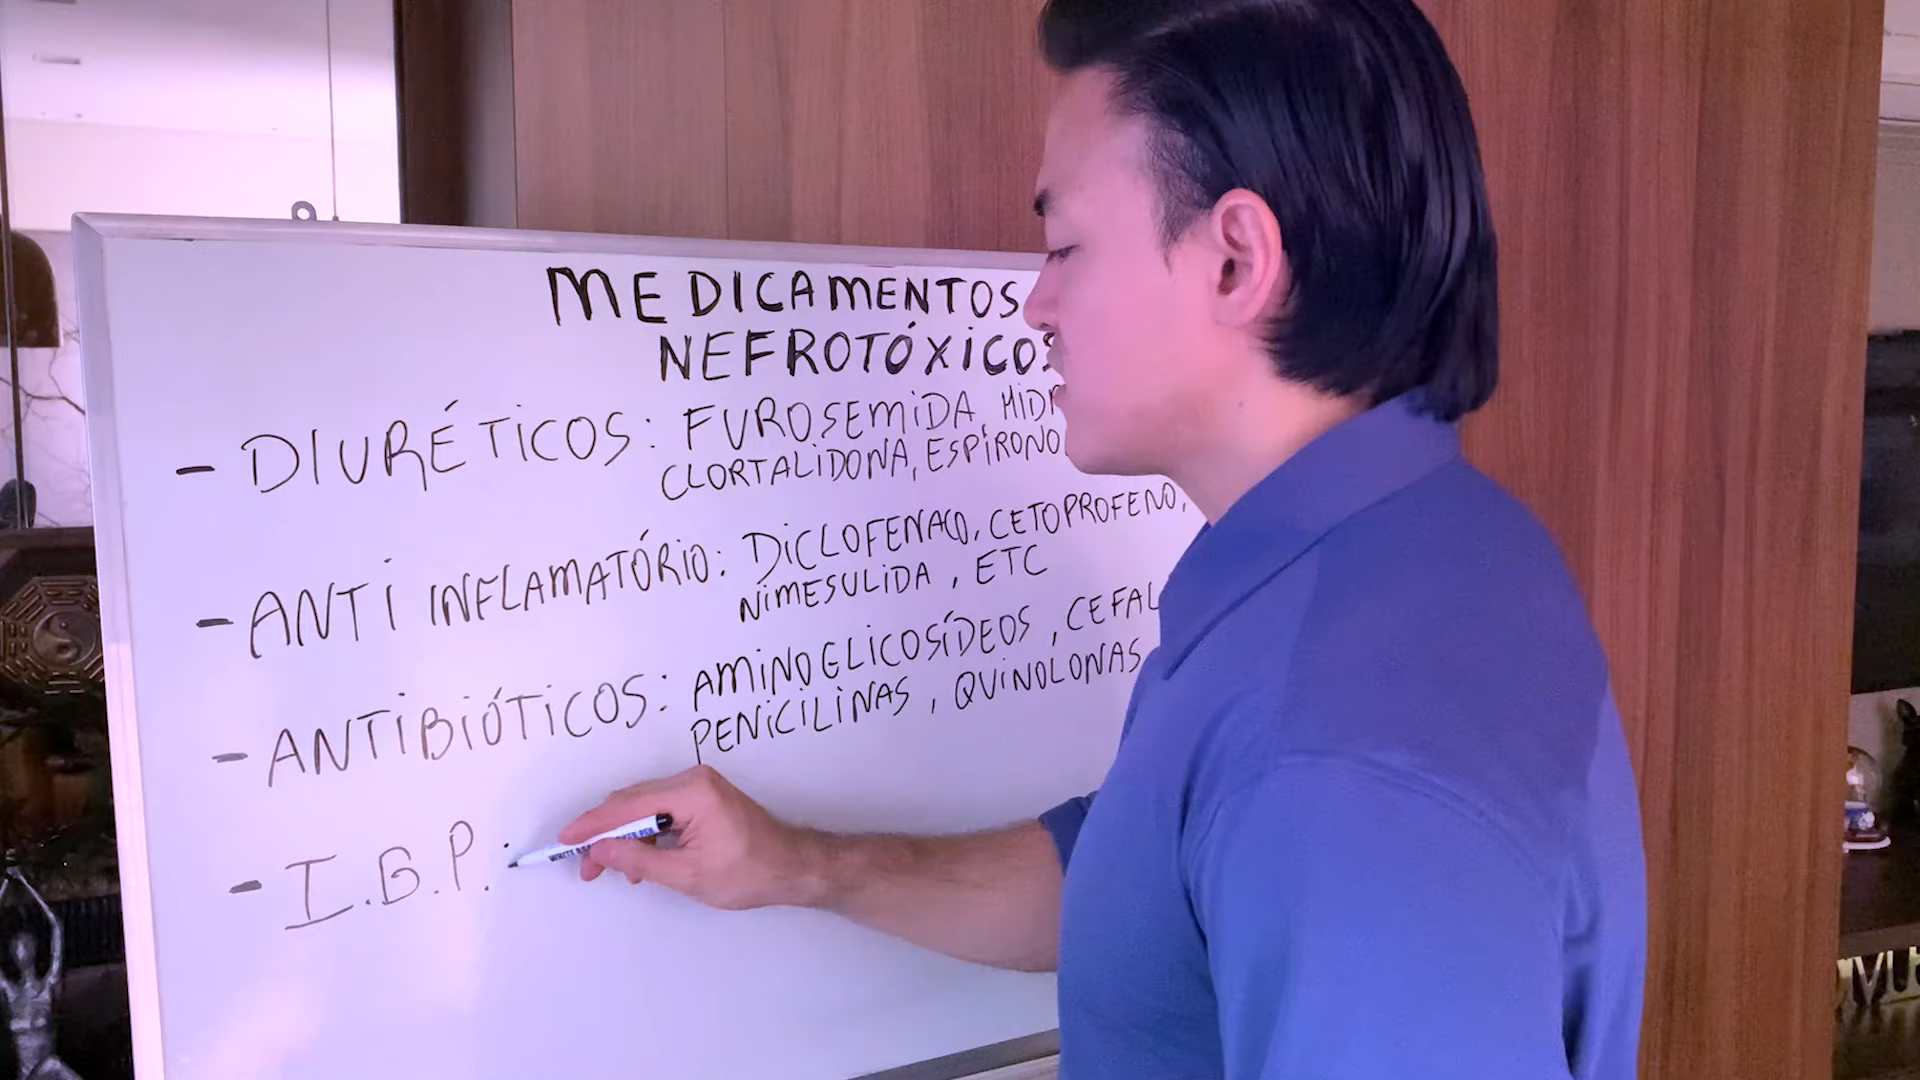 MEDICAMENTOS
NEFROTÓXICOS
- DIURÉTICOS: FUROSEMIDA,
CLORTALIDONA,
- ANTI INFLAMATÓRIO: DICLOFENACO, CETOPROFENO,
NIMESULIDA, ETC
- ANTIBIÓTICOS: AMINOGLICOSÍDEOS,
PENICILINAS, QUINOLONAS
- I.B.P.: